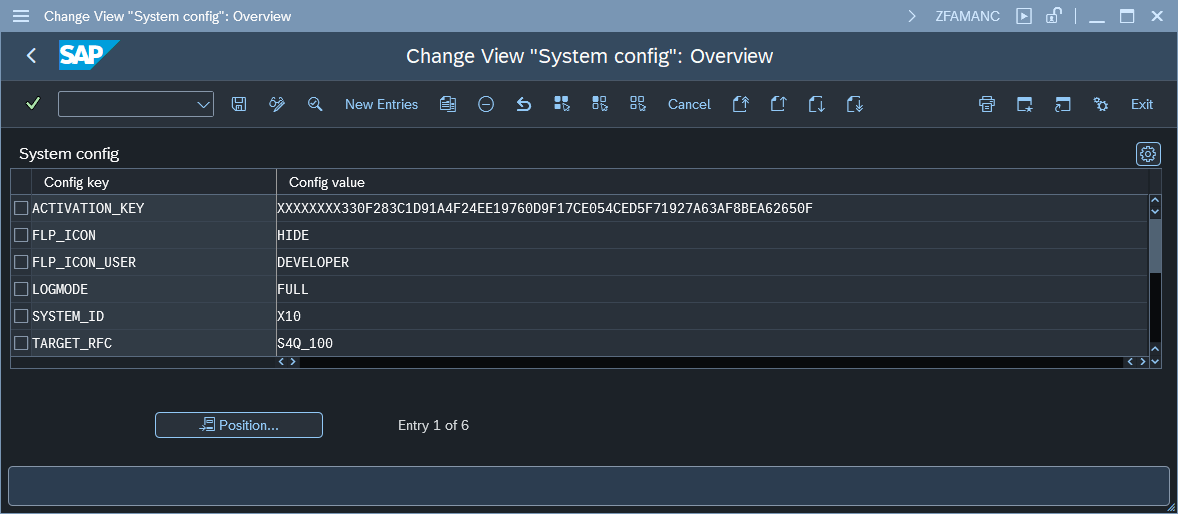 Change View "System config": Overview ZFAMANC
SAP Change View "System config": Overview
New Entries Cancel Exit
System config
Config key Config value
ACTIVATION_KEY XXXXXXXX330F283C1D91A4F24EE19760D9F17CE054CED5F71927A63AF8BEA62650F
FLP_ICON HIDE
FLP_ICON_USER DEVELOPER
LOGMODE FULL
SYSTEM_ID X10
TARGET_RFC S4Q_100
Position... Entry 1 of 6